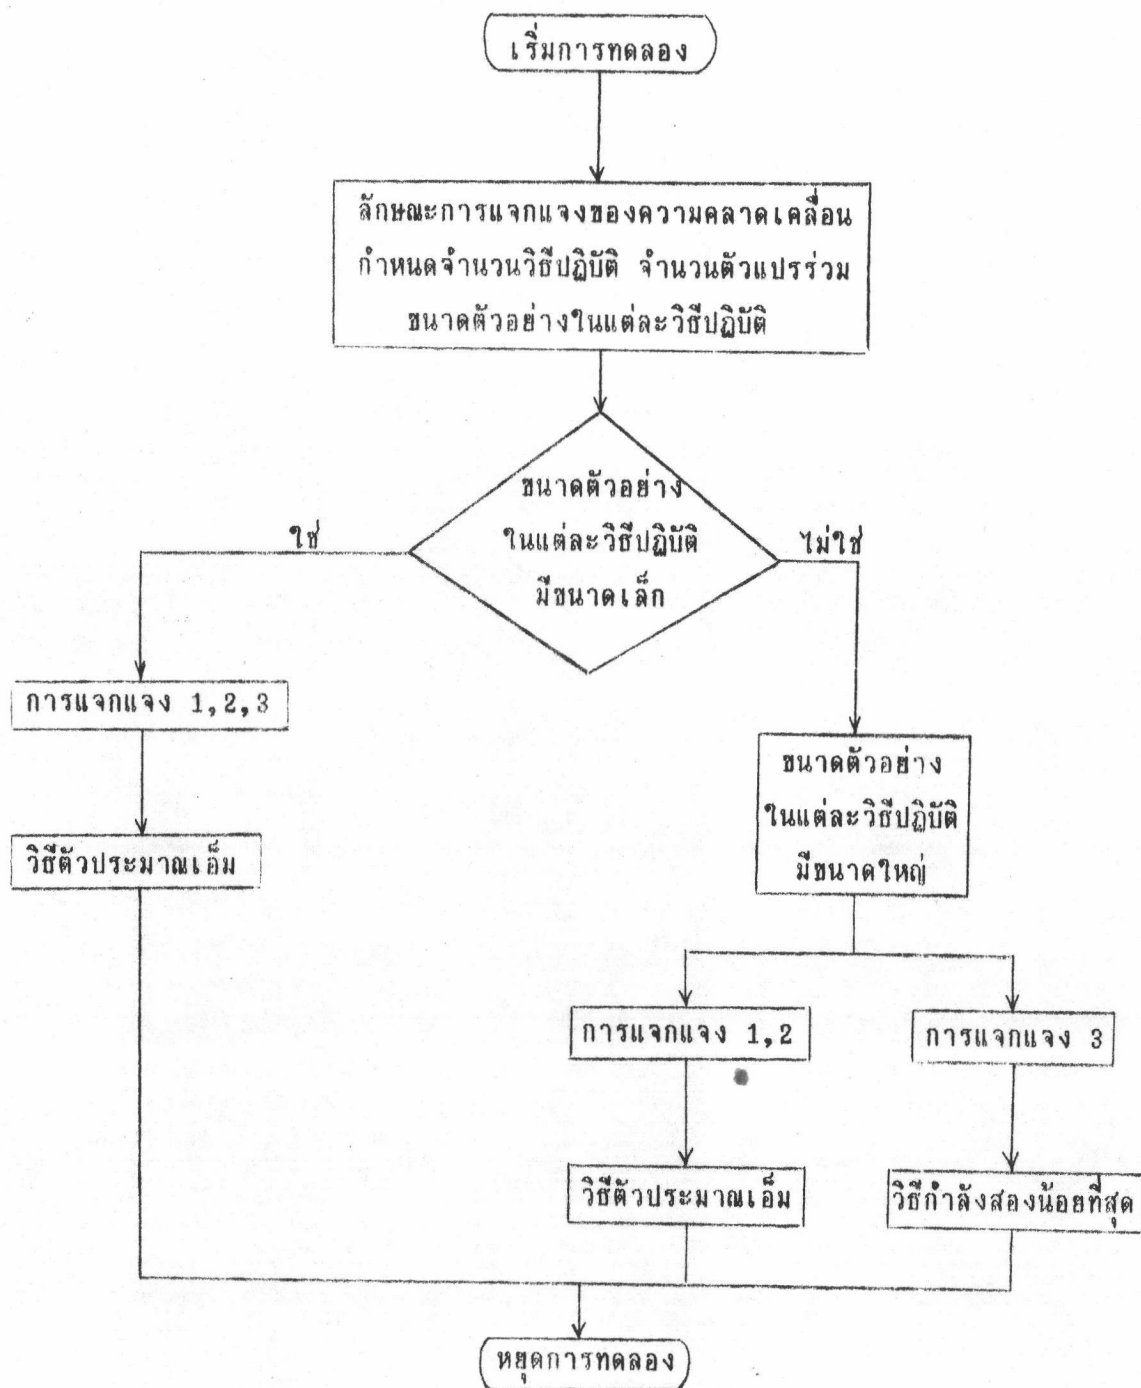 เริ่มการทดลอง
ลักษณะการแจกแจงของความคลาดเคลื่อน
กำหนดจำนวนวิธีปฏิบัติ จำนวนตัวแปรร่วม
ขนาดตัวอย่างในแต่ละวิธีปฏิบัติ
ขนาดตัวอย่าง
ในแต่ละวิธีปฏิบัติ
มีขนาดเล็ก
ใช่
ไม่ใช่
การแจกแจง 1,2,3
วิธีตัวประมาณเอ็ม
ขนาดตัวอย่าง
ในแต่ละวิธีปฏิบัติ
มีขนาดใหญ่
การแจกแจง 1,2
การแจกแจง 3
วิธีตัวประมาณเอ็ม
วิธีกำลังสองน้อยที่สุด
หยุดการทดลอง